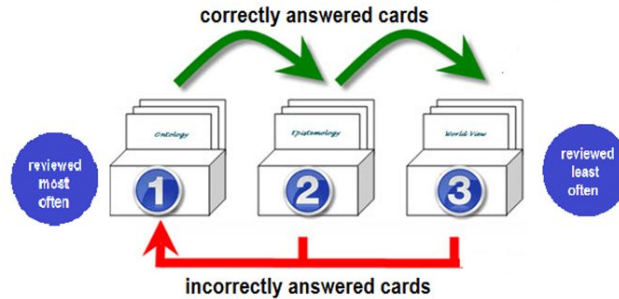 correctly answered cards
Ontology
Epistemology
World View
reviewed
most
often
1
2
3
reviewed
least
often
incorrectly answered cards